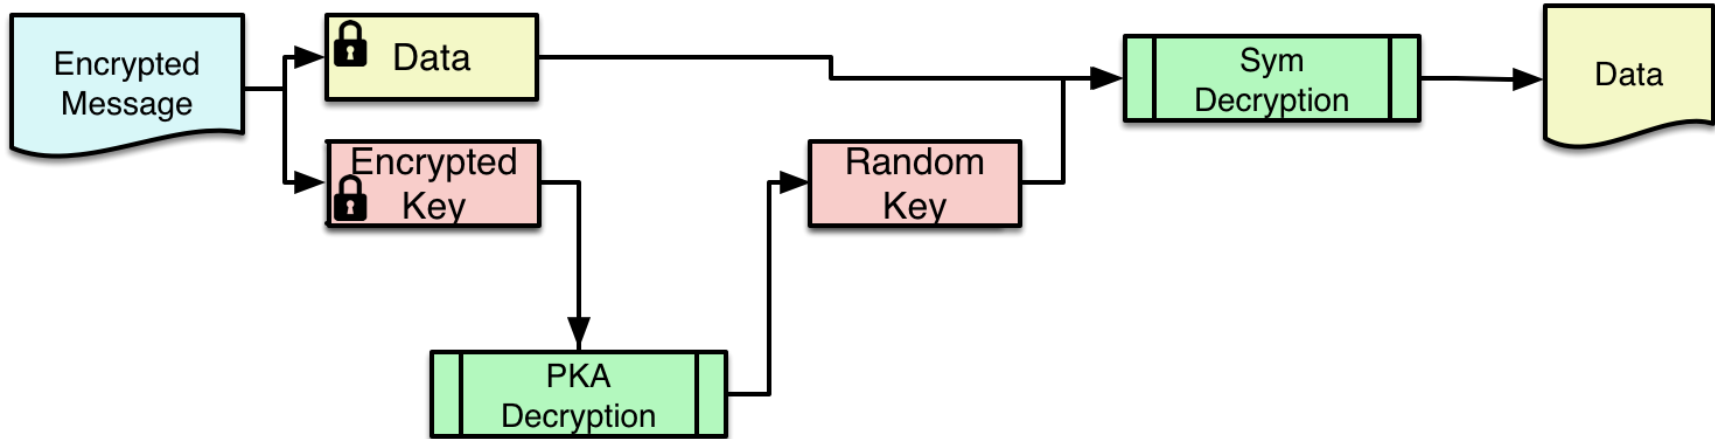 Encrypted
Message
Data
Encrypted
Key
PKA
Decryption
Random
Key
Sym
Decryption
Data